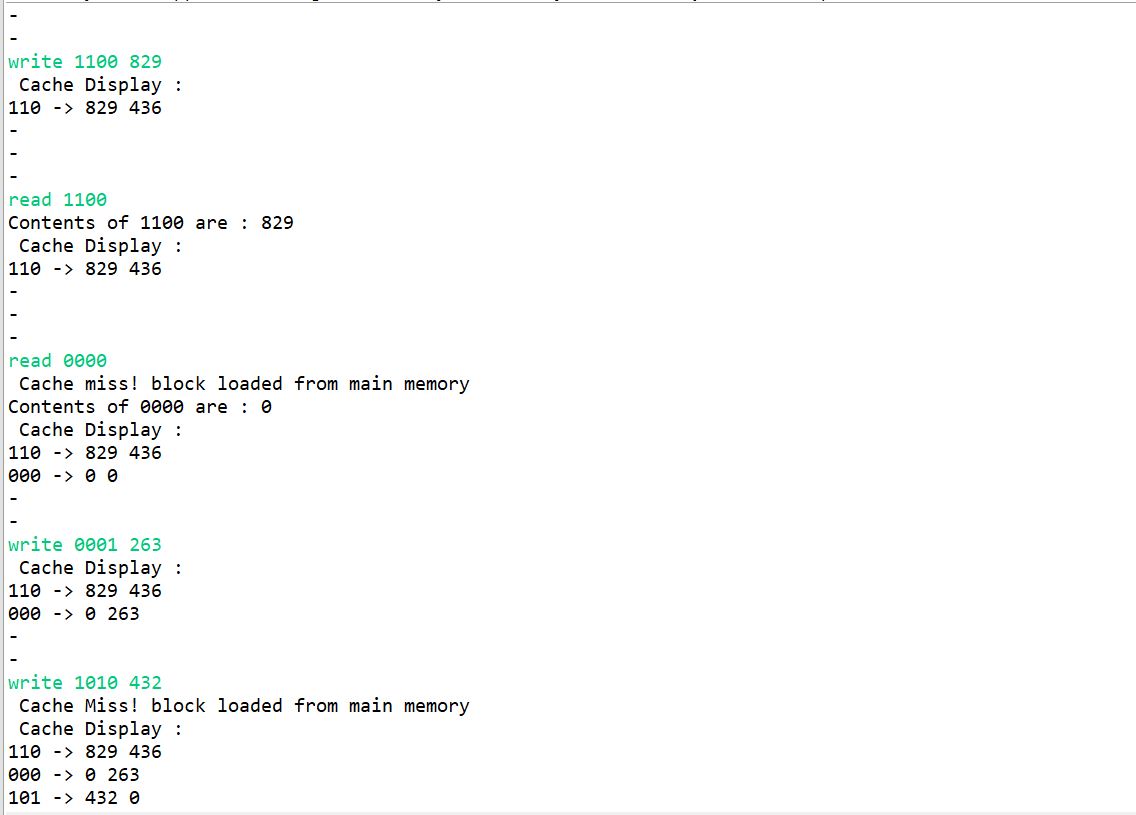 -
-
write 1100 829
Cache Display :
110 -> 829 436
-
-
-
read 1100
Contents of 1100 are : 829
Cache Display :
110 -> 829 436
-
-
-
read 0000
Cache miss! block loaded from main memory
Contents of 0000 are : 0
Cache Display :
110 -> 829 436
000 -> 0 0
-
-
write 0001 263
Cache Display :
110 -> 829 436
000 -> 0 263
-
-
write 1010 432
Cache Miss! block loaded from main memory
Cache Display :
110 -> 829 436
000 -> 0 263
101 -> 432 0